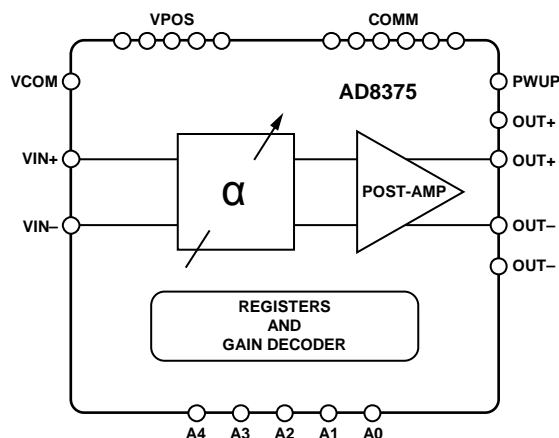 VPOS
COMM
VCOM
PWUP
AD8375
OUT+
VIN+
OUT+
α
POST-AMP
VIN–
OUT–
OUT–
REGISTERS
AND
GAIN DECODER
A4 A3 A2 A1 A0